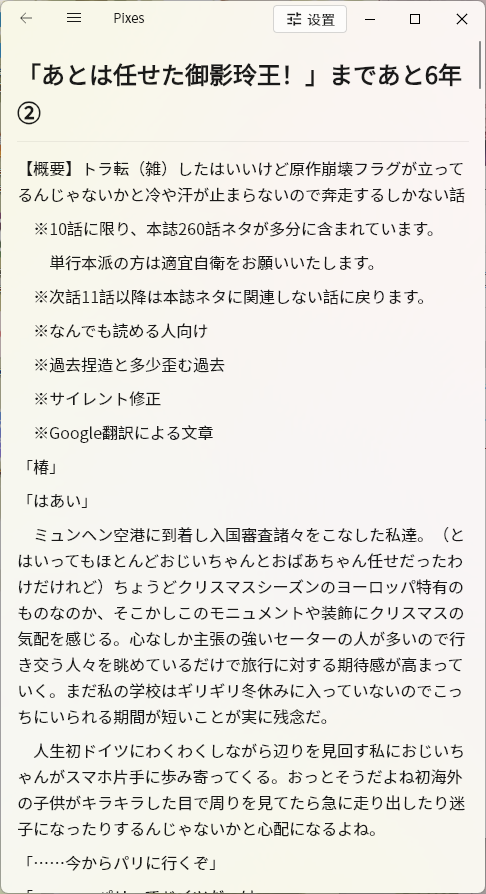 Pixes
设置
「あとは任せた御影玲王！」まであと6年
②
【概要】トラ転（雑）したはいいけど原作崩壊フラグが立って
るんじゃないかと冷や汗が止まらないので奔走するしかない話
※10話に限り、本誌260話ネタが多分に含まれています。
単行本派の方は適宜自衛をお願いいたします。
※次話11話以降は本誌ネタに関連しない話に戻ります。
※なんでも読める人向け
※過去捏造と多少歪む過去
※サイレント修正
※Google翻訳による文章
「椿」
「はあい」
ミュンヘン空港に到着し入国審査諸々をこなした私達。（と
はいってもほとんどおじいちゃんとおばあちゃん任せだったわ
けだけれど）ちょうどクリスマスシーズンのヨーロッパ特有の
ものなのか、そこかしこのモニュメントや装飾にクリスマスの
気配を感じる。心なしか主張の強いセーターの人が多いので行
き交う人々を眺めているだけで旅行に対する期待感が高まって
いく。まだ私の学校はギリギリ冬休みに入っていないのでこっ
ちにいられる期間が短いことが実に残念だ。
人生初ドイツにわくわくしながら辺りを見回す私におじいち
ゃんがスマホ片手に歩み寄ってくる。おっとそうだよね初海外
の子供がキラキラした目で周りを見てたら急に走り出したり迷
子になったりするんじゃないかと心配になるよね。
「……今からパリに行くぞ」